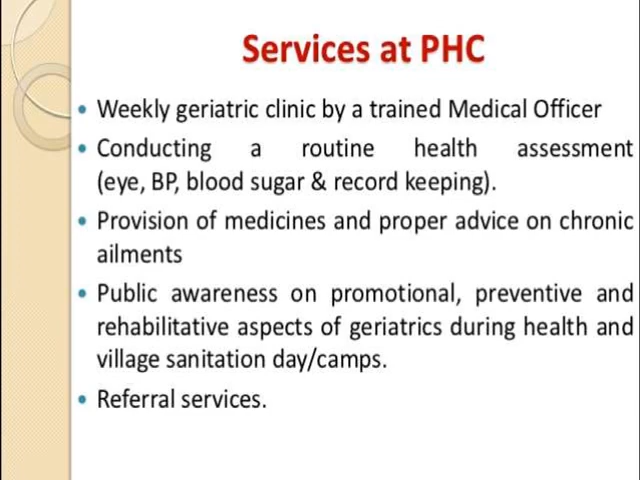 Services at PHC
• Weekly geriatric clinic by a trained Medical Officer
• Conducting a routine health assessment
(eye, BP, blood sugar & record keeping).
• Provision of medicines and proper advice on chronic
ailments
• Public awareness on promotional, preventive and
rehabilitative aspects of geriatrics during health and
village sanitation day/camps.
• Referral services.